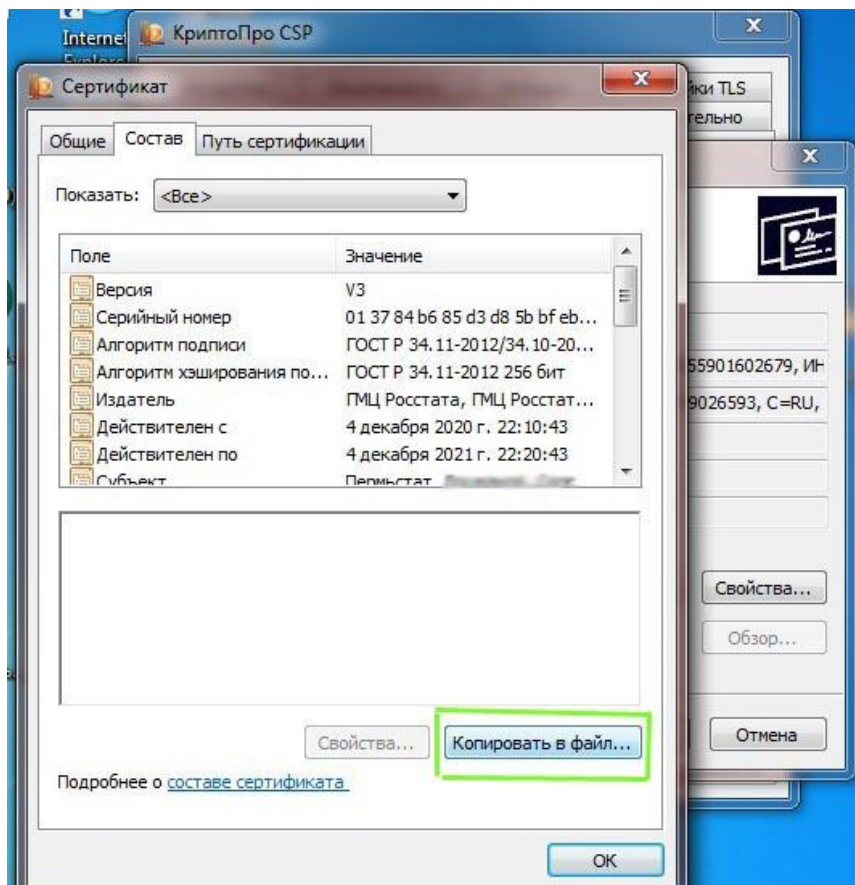 Internet
КриптоПро CSP
Explorer
Сертификат
йки TLS
тельно
Общие
Состав
Путь сертификации
Показать:
<Все>
Поле Значение
Версия V3
Серийный номер 01 37 84 b6 85 d3 d8 5b bf eb...
Алгоритм подписи ГОСТ Р 34.11-2012/34.10-20...
Алгоритм хэширования по... ГОСТ Р 34.11-2012 256 бит
Издатель ГМЦ Росстата, ГМЦ Росстат...
Действителен с 4 декабря 2020 г. 22:10:43
Действителен по 4 декабря 2021 г. 22:20:43
Субъект Пермьстат
55901602679, ИН
9026593, C=RU,
Свойства...
Обзор...
Свойства...
Копировать в файл...
Отмена
Подробнее о составе сертификата
ОК